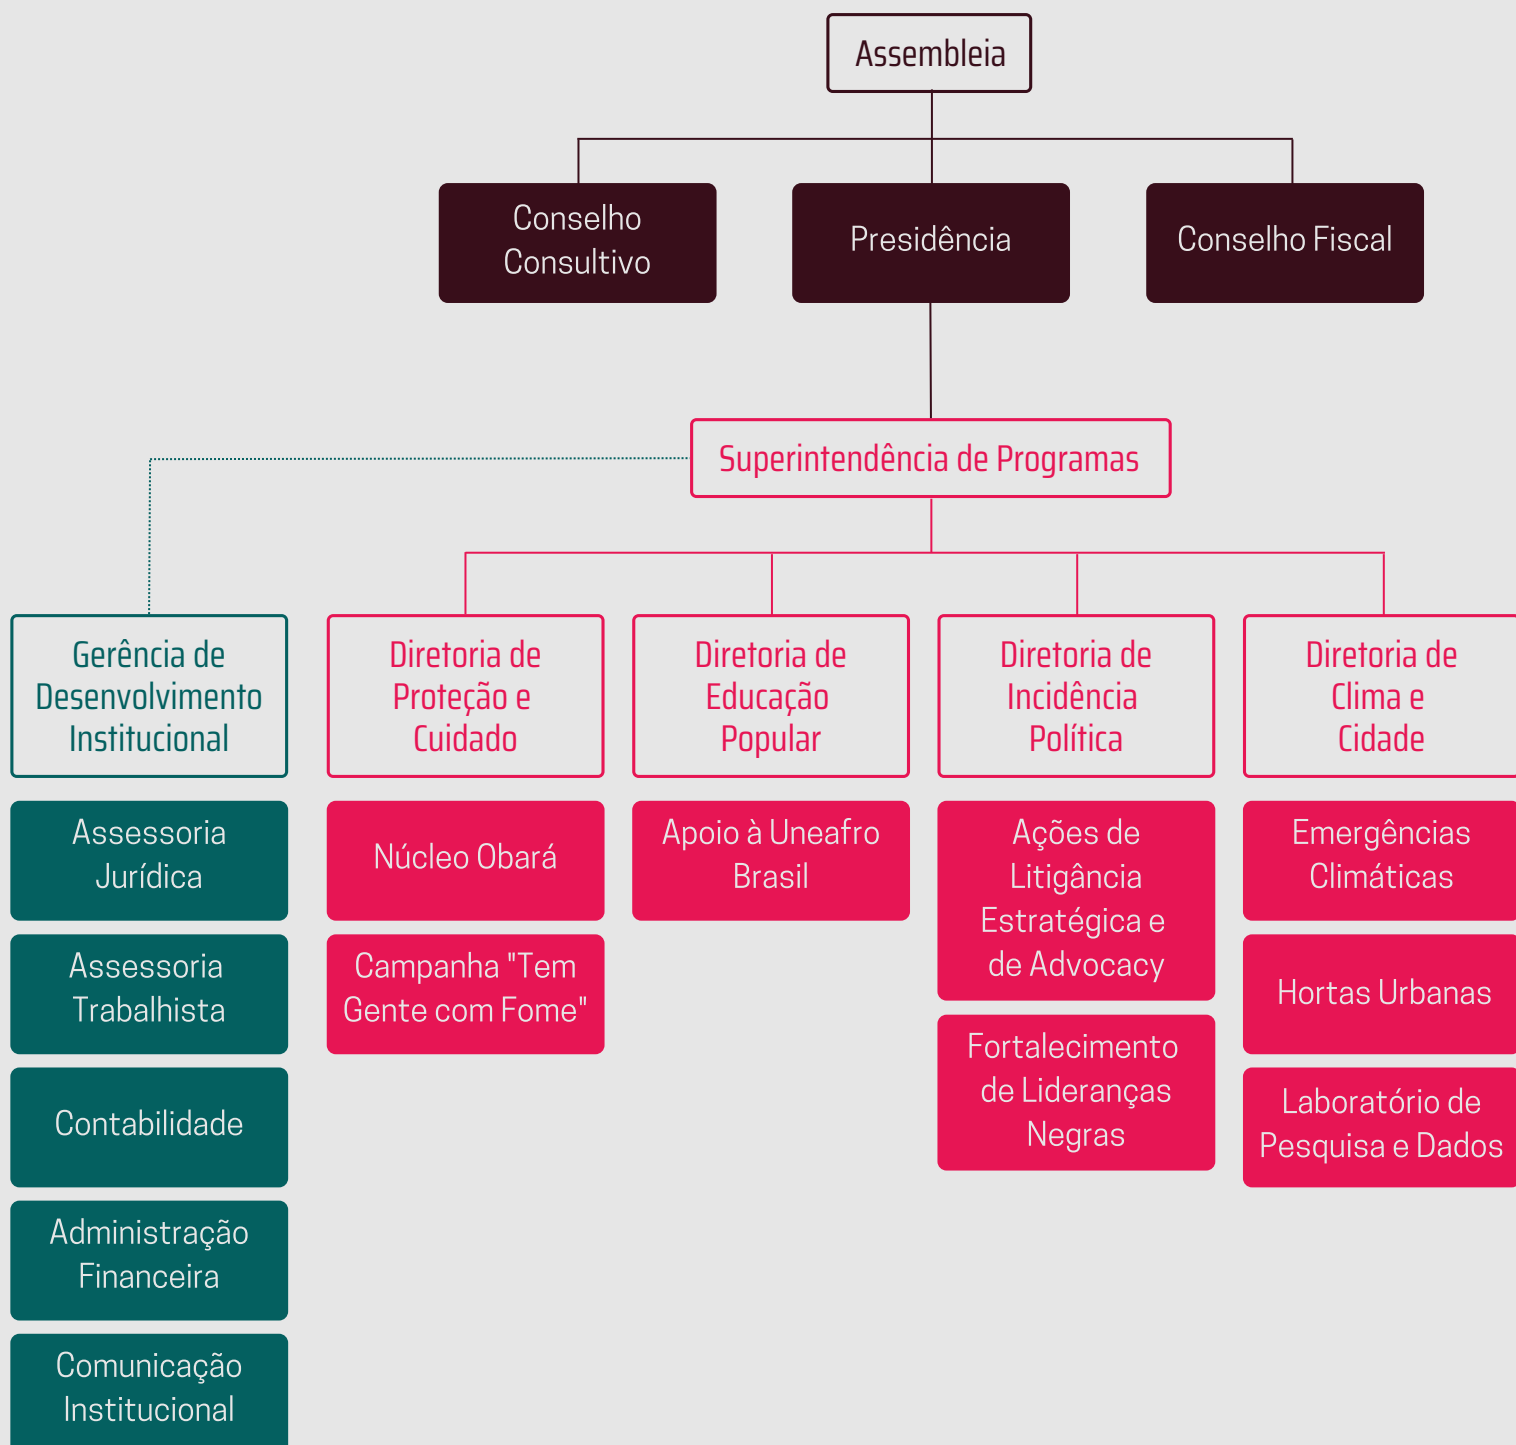 Assembleia
Conselho
Consultivo
Presidência
Conselho Fiscal
Superintendência de Programas
Gerência de
Desenvolvimento
Institucional
Diretoria de
Proteção e
Cuidado
Diretoria de
Educação
Popular
Diretoria de
Incidência
Política
Diretoria de
Clima e
Cidade
Assessoria
Jurídica
Assessoria
Trabalhista
Contabilidade
Administração
Financeira
Comunicação
Institucional
Núcleo Obará
Campanha "Tem
Gente com Fome"
Apoio à Uneafro
Brasil
Ações de
Litigância
Estratégica e
de Advocacy
Fortalecimento
de Lideranças
Negras
Emergências
Climáticas
Hortas Urbanas
Laboratório de
Pesquisa e Dados